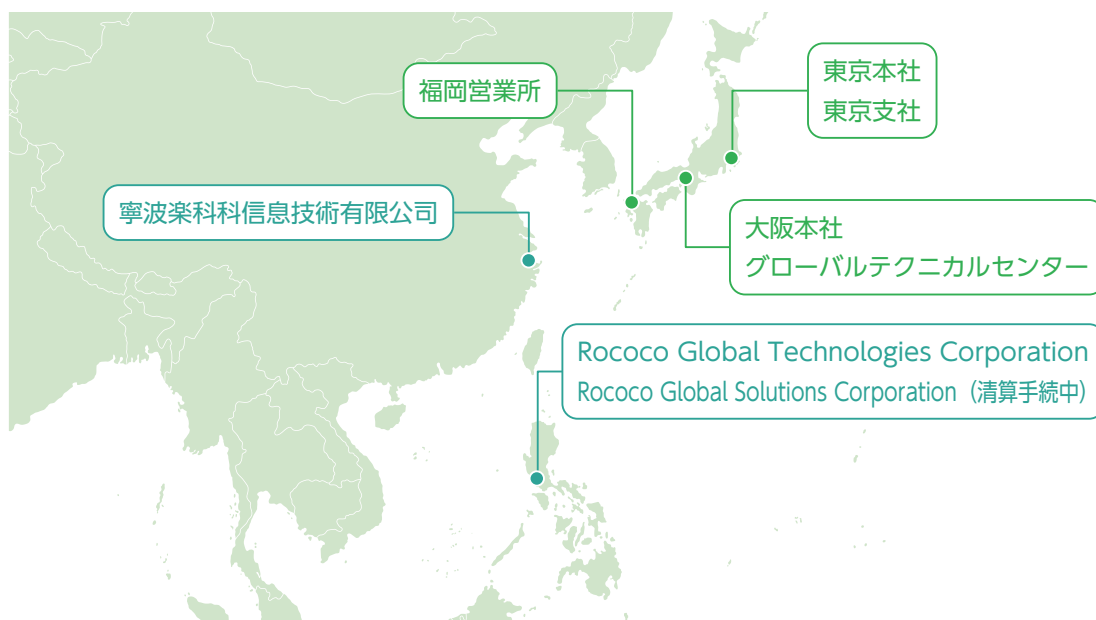 東京本社
東京支社
福岡営業所
寧波楽科科信息技術有限公司
大阪本社
グローバルテクニカルセンター
Rococo Global Technologies Corporation
Rococo Global Solutions Corporation（清算手続中）